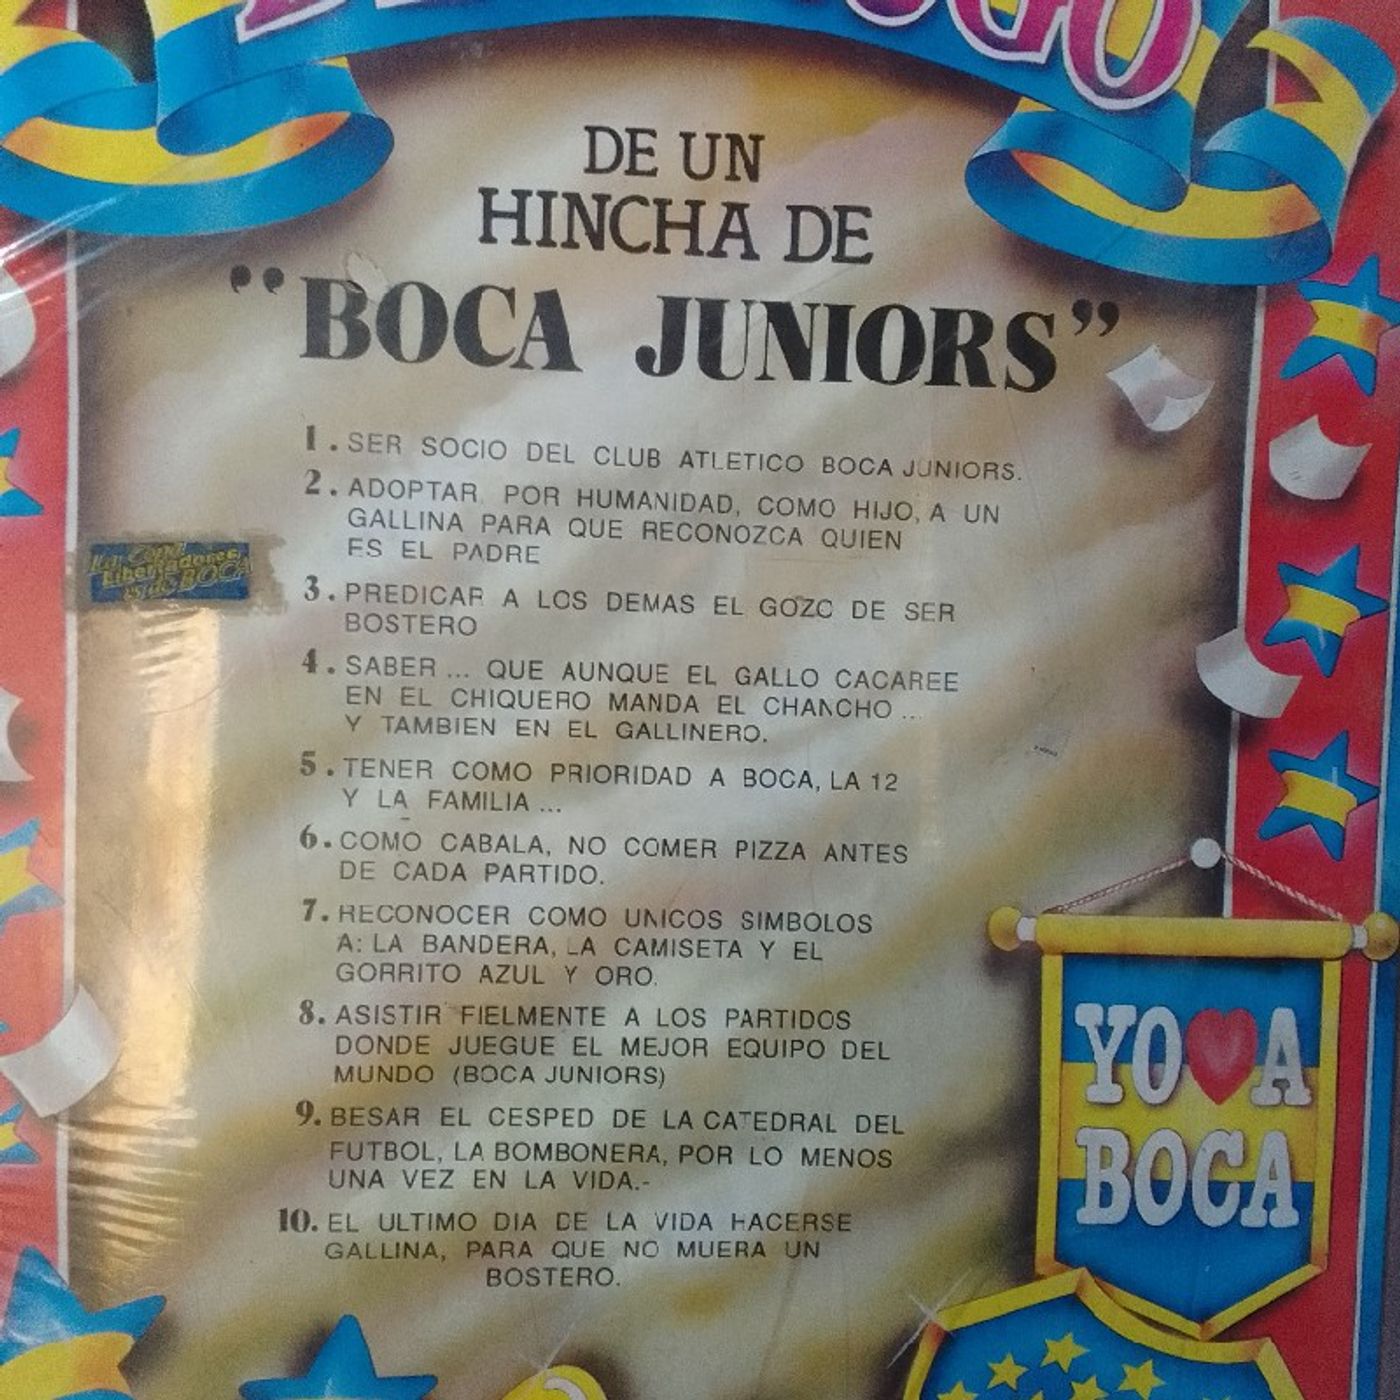 DE UN
HINCHA DE
"BOCA JUNIORS"
1. SER SOCIO DEL CLUB ATLETICO BOCA JUNIORS.
2. ADOPTAR POR HUMANIDAD, COMO HIJO, A UN
GALLINA PARA QUE RECONOZCA QUIEN
ES EL PADRE
3. PREDICAR A LOS DEMAS EL GOZO DE SER
BOSTERO
4. SABER ... QUE AUNQUE EL GALLO CACAREE
EN EL CHIQUERO MANDA EL CHANCHO ...
Y TAMBIEN EN EL GALLINERO.
La Copa
Libertadores
es de BOCA
5. TENER COMO PRIORIDAD A BOCA, LA 12
Y LA FAMILIA ...
6. COMO CABALA, NO COMER PIZZA ANTES
DE CADA PARTIDO.
7. RECONOCER COMO UNICOS SIMBOLOS
A: LA BANDERA, LA CAMISETA Y EL
GORRITO AZUL Y ORO.
8. ASISTIR FIELMENTE A LOS PARTIDOS
DONDE JUEGUE EL MEJOR EQUIPO DEL
MUNDO (BOCA JUNIORS)
9. BESAR EL CESPED DE LA CATEDRAL DEL
FUTBOL, LA BOMBONERA, POR LO MENOS
UNA VEZ EN LA VIDA.-
10. EL ULTIMO DIA DE LA VIDA HACERSE
GALLINA, PARA QUE NO MUERA UN
BOSTERO.
YO ❤ A
BOCA